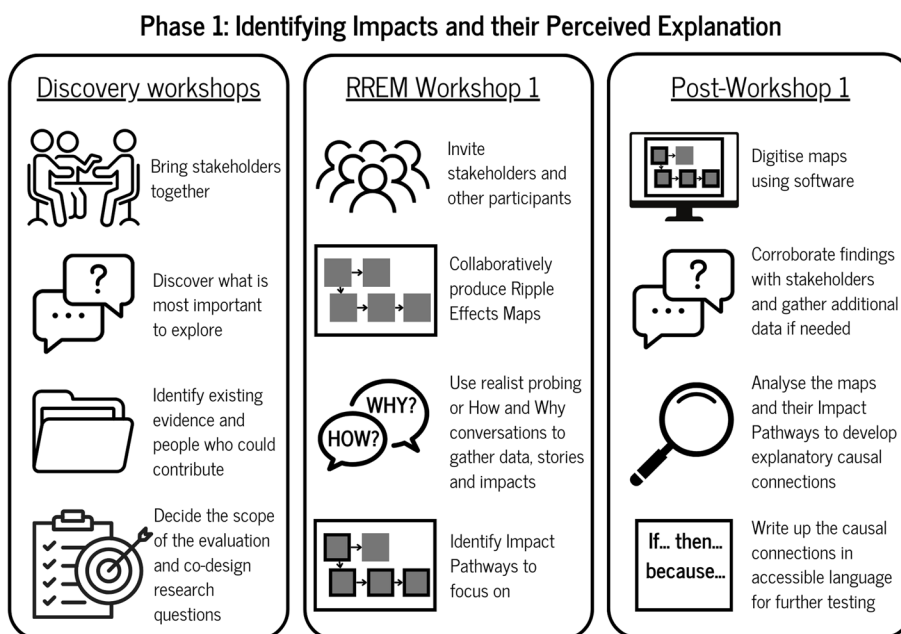 Phase 1: Identifying Impacts and their Perceived Explanation
Discovery workshops
Bring stakeholders
together
?
...
Discover what is
most important
to explore
Identify existing
evidence and
people who could
contribute
Decide the scope
of the evaluation
and co-design
research
questions
RREM Workshop 1
Invite
stakeholders and
other participants
Collaboratively
produce Ripple
Effects Maps
WHY?
HOW?
Use realist probing
or How and Why
conversations to
gather data, stories
and impacts
Identify Impact
Pathways to
focus on
Post-Workshop 1
Digitise maps
using software
?
...
Corroborate findings
with stakeholders
and gather additional
data if needed
Analyse the maps
and their Impact
Pathways to develop
explanatory causal
connections
If... then...
because...
Write up the causal
connections in
accessible language
for further testing